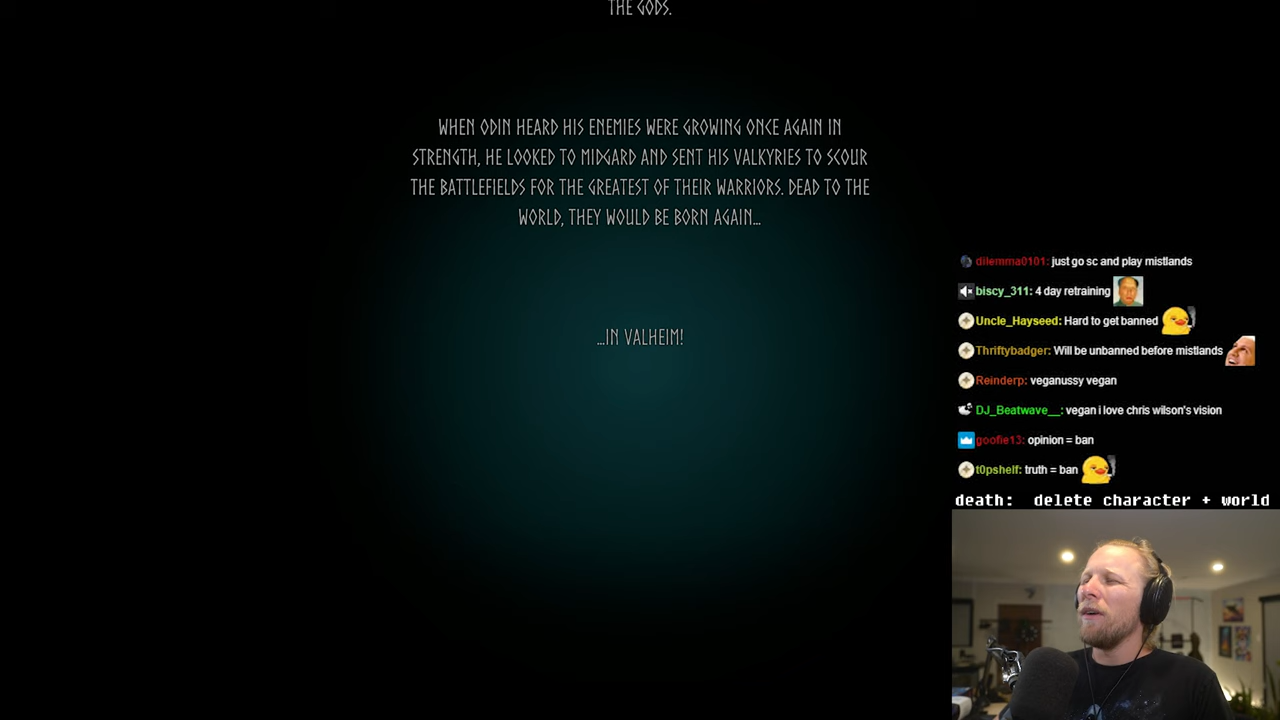 THE GODS.
WHEN ODIN HEARD HIS ENEMIES WERE GROWING ONCE AGAIN IN
STRENGTH, HE LOOKED TO MIDGARD AND SENT HIS VALKYRIES TO SCOUR
THE BATTLEFIELDS FOR THE GREATEST OF THEIR WARRIORS. DEAD TO THE
WORLD, THEY WOULD BE BORN AGAIN...
...IN VALHEIM!
dilemma0101: just go sc and play mistlands
biscy_311: 4 day retraining
Uncle_Hayseed: Hard to get banned
Thriftybadger: Will be unbanned before mistlands
Reinderp: veganussy vegan
DJ_Beatwave__: vegan i love chris wilson's vision
goofie13: opinion = ban
t0pshelf: truth = ban
death: delete character + world